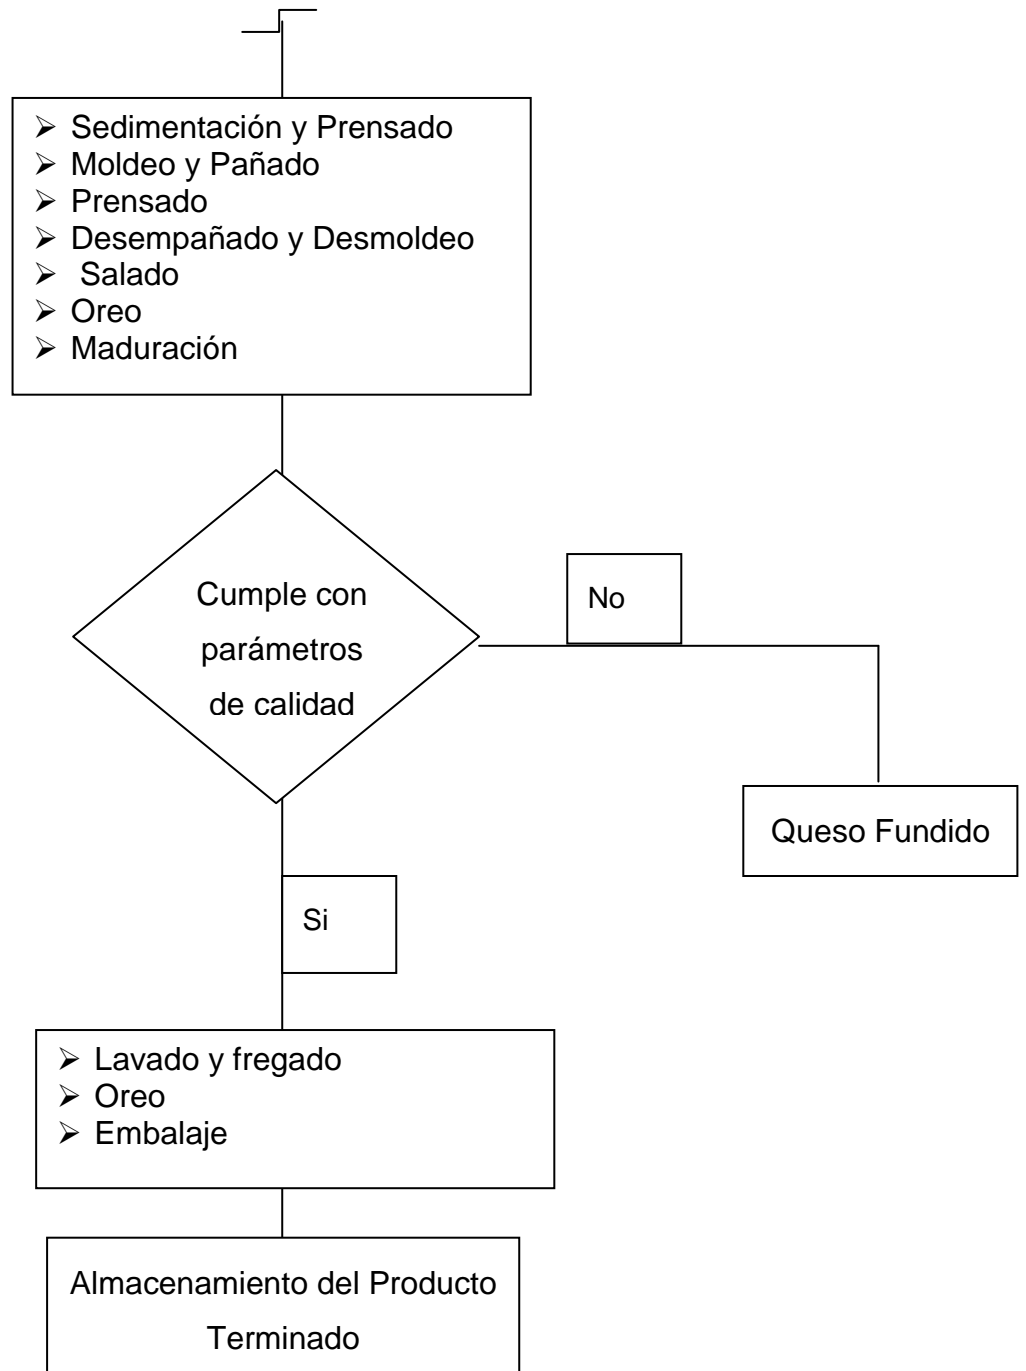 ➢ Sedimentación y Prensado
➢ Moldeo y Pañado
➢ Prensado
➢ Desempañado y Desmoldeo
➢ Salado
➢ Oreo
➢ Maduración
Cumple con
parámetros
de calidad
No
Queso Fundido
Si
➢ Lavado y fregado
➢ Oreo
➢ Embalaje
Almacenamiento del Producto
Terminado